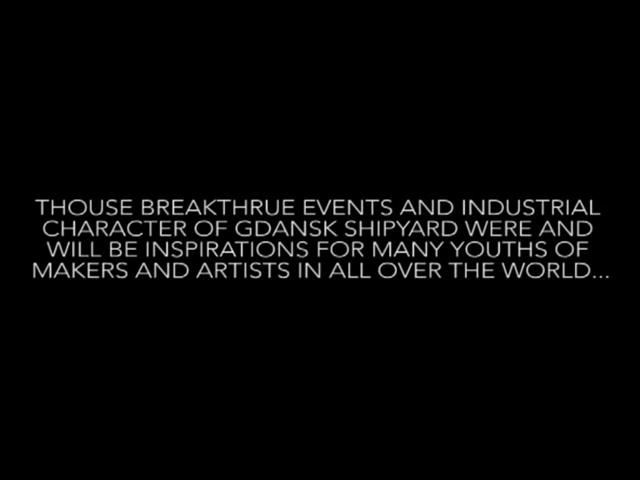 THOUSE BREAKTHRUE EVENTS AND INDUSTRIAL
CHARACTER OF GDANSK SHIPYARD WERE AND
WILL BE INSPIRATIONS FOR MANY YOUTHS OF
MAKERS AND ARTISTS IN ALL OVER THE WORLD...